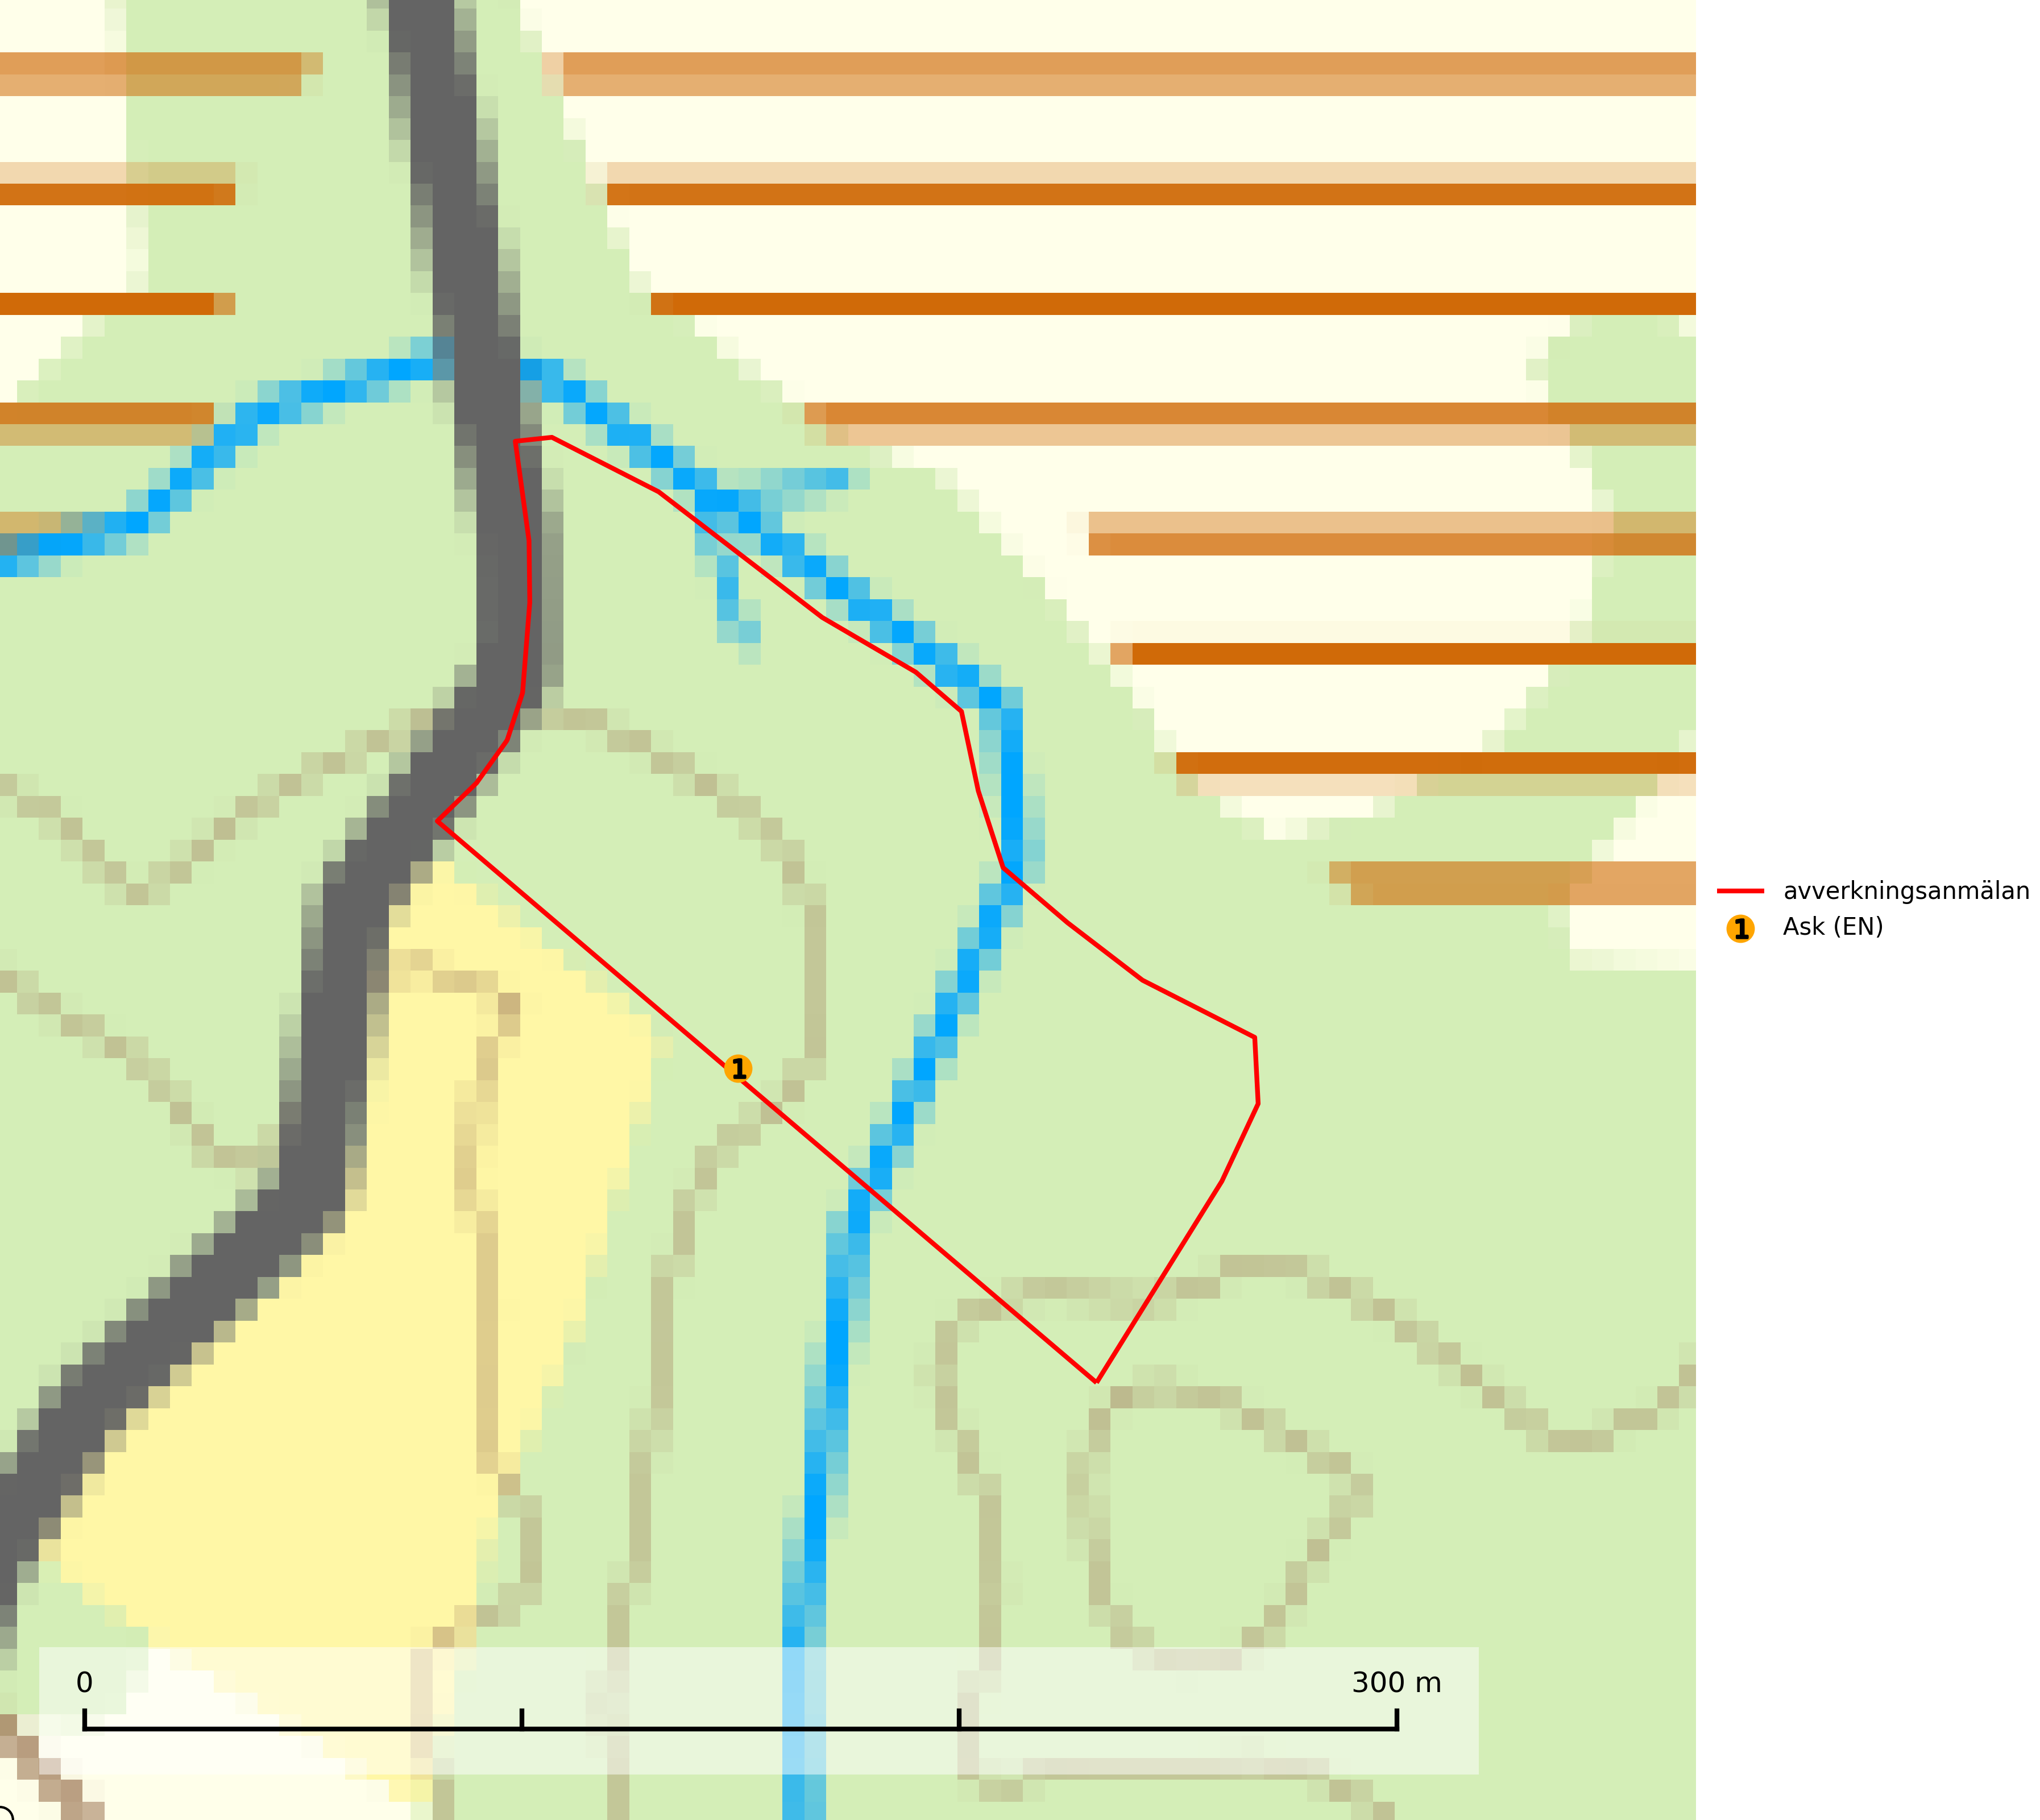 1
avverkningsanmälan
1 Ask (EN)
0 300 m